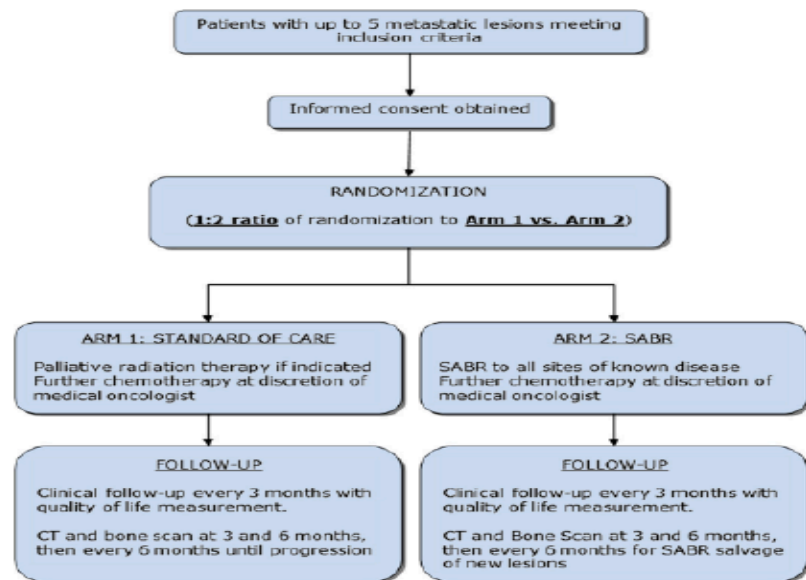 Patients with up to 5 metastatic lesions meeting
inclusion criteria
Informed consent obtained
RANDOMIZATION
(1:2 ratio of randomization to Arm 1 vs. Arm 2)
ARM 1: STANDARD OF CARE
Palliative radiation therapy if indicated
Further chemotherapy at discretion of
medical oncologist
ARM 2: SABR
SABR to all sites of known disease
Further chemotherapy at discretion of
medical oncologist
FOLLOW-UP
Clinical follow-up every 3 months with
quality of life measurement.
CT and bone scan at 3 and 6 months,
then every 6 months until progression
FOLLOW-UP
Clinical follow-up every 3 months with
quality of life measurement.
CT and Bone Scan at 3 and 6 months,
then every 6 months for SABR salvage
of new lesions